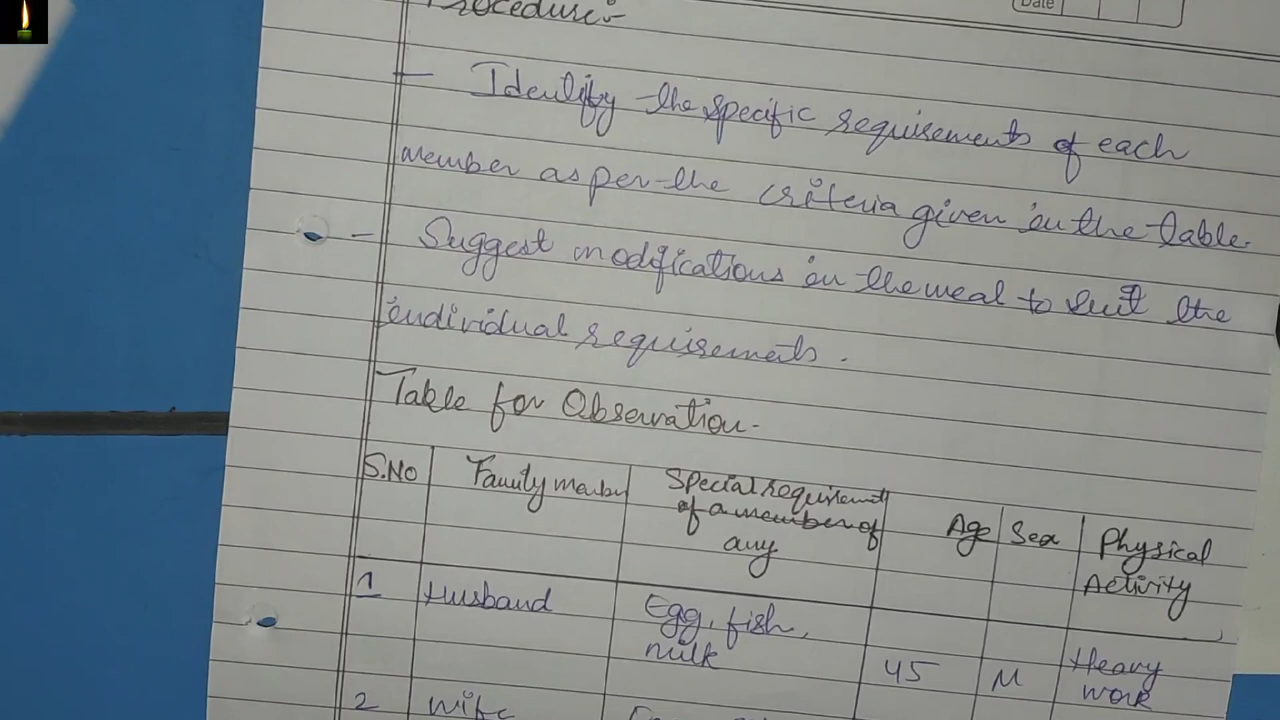 Procedure:-
Date
- Identify the specific requirements of each
member as per the criteria given in the table.
- Suggest modifications in the meal to suit the
individual requirements.
Table for Observation-
S.NO Family member Special requirement of a member of any Age Sex Physical Activity
1 Husband Egg, fish, milk 45 M Heavy work
2 wife